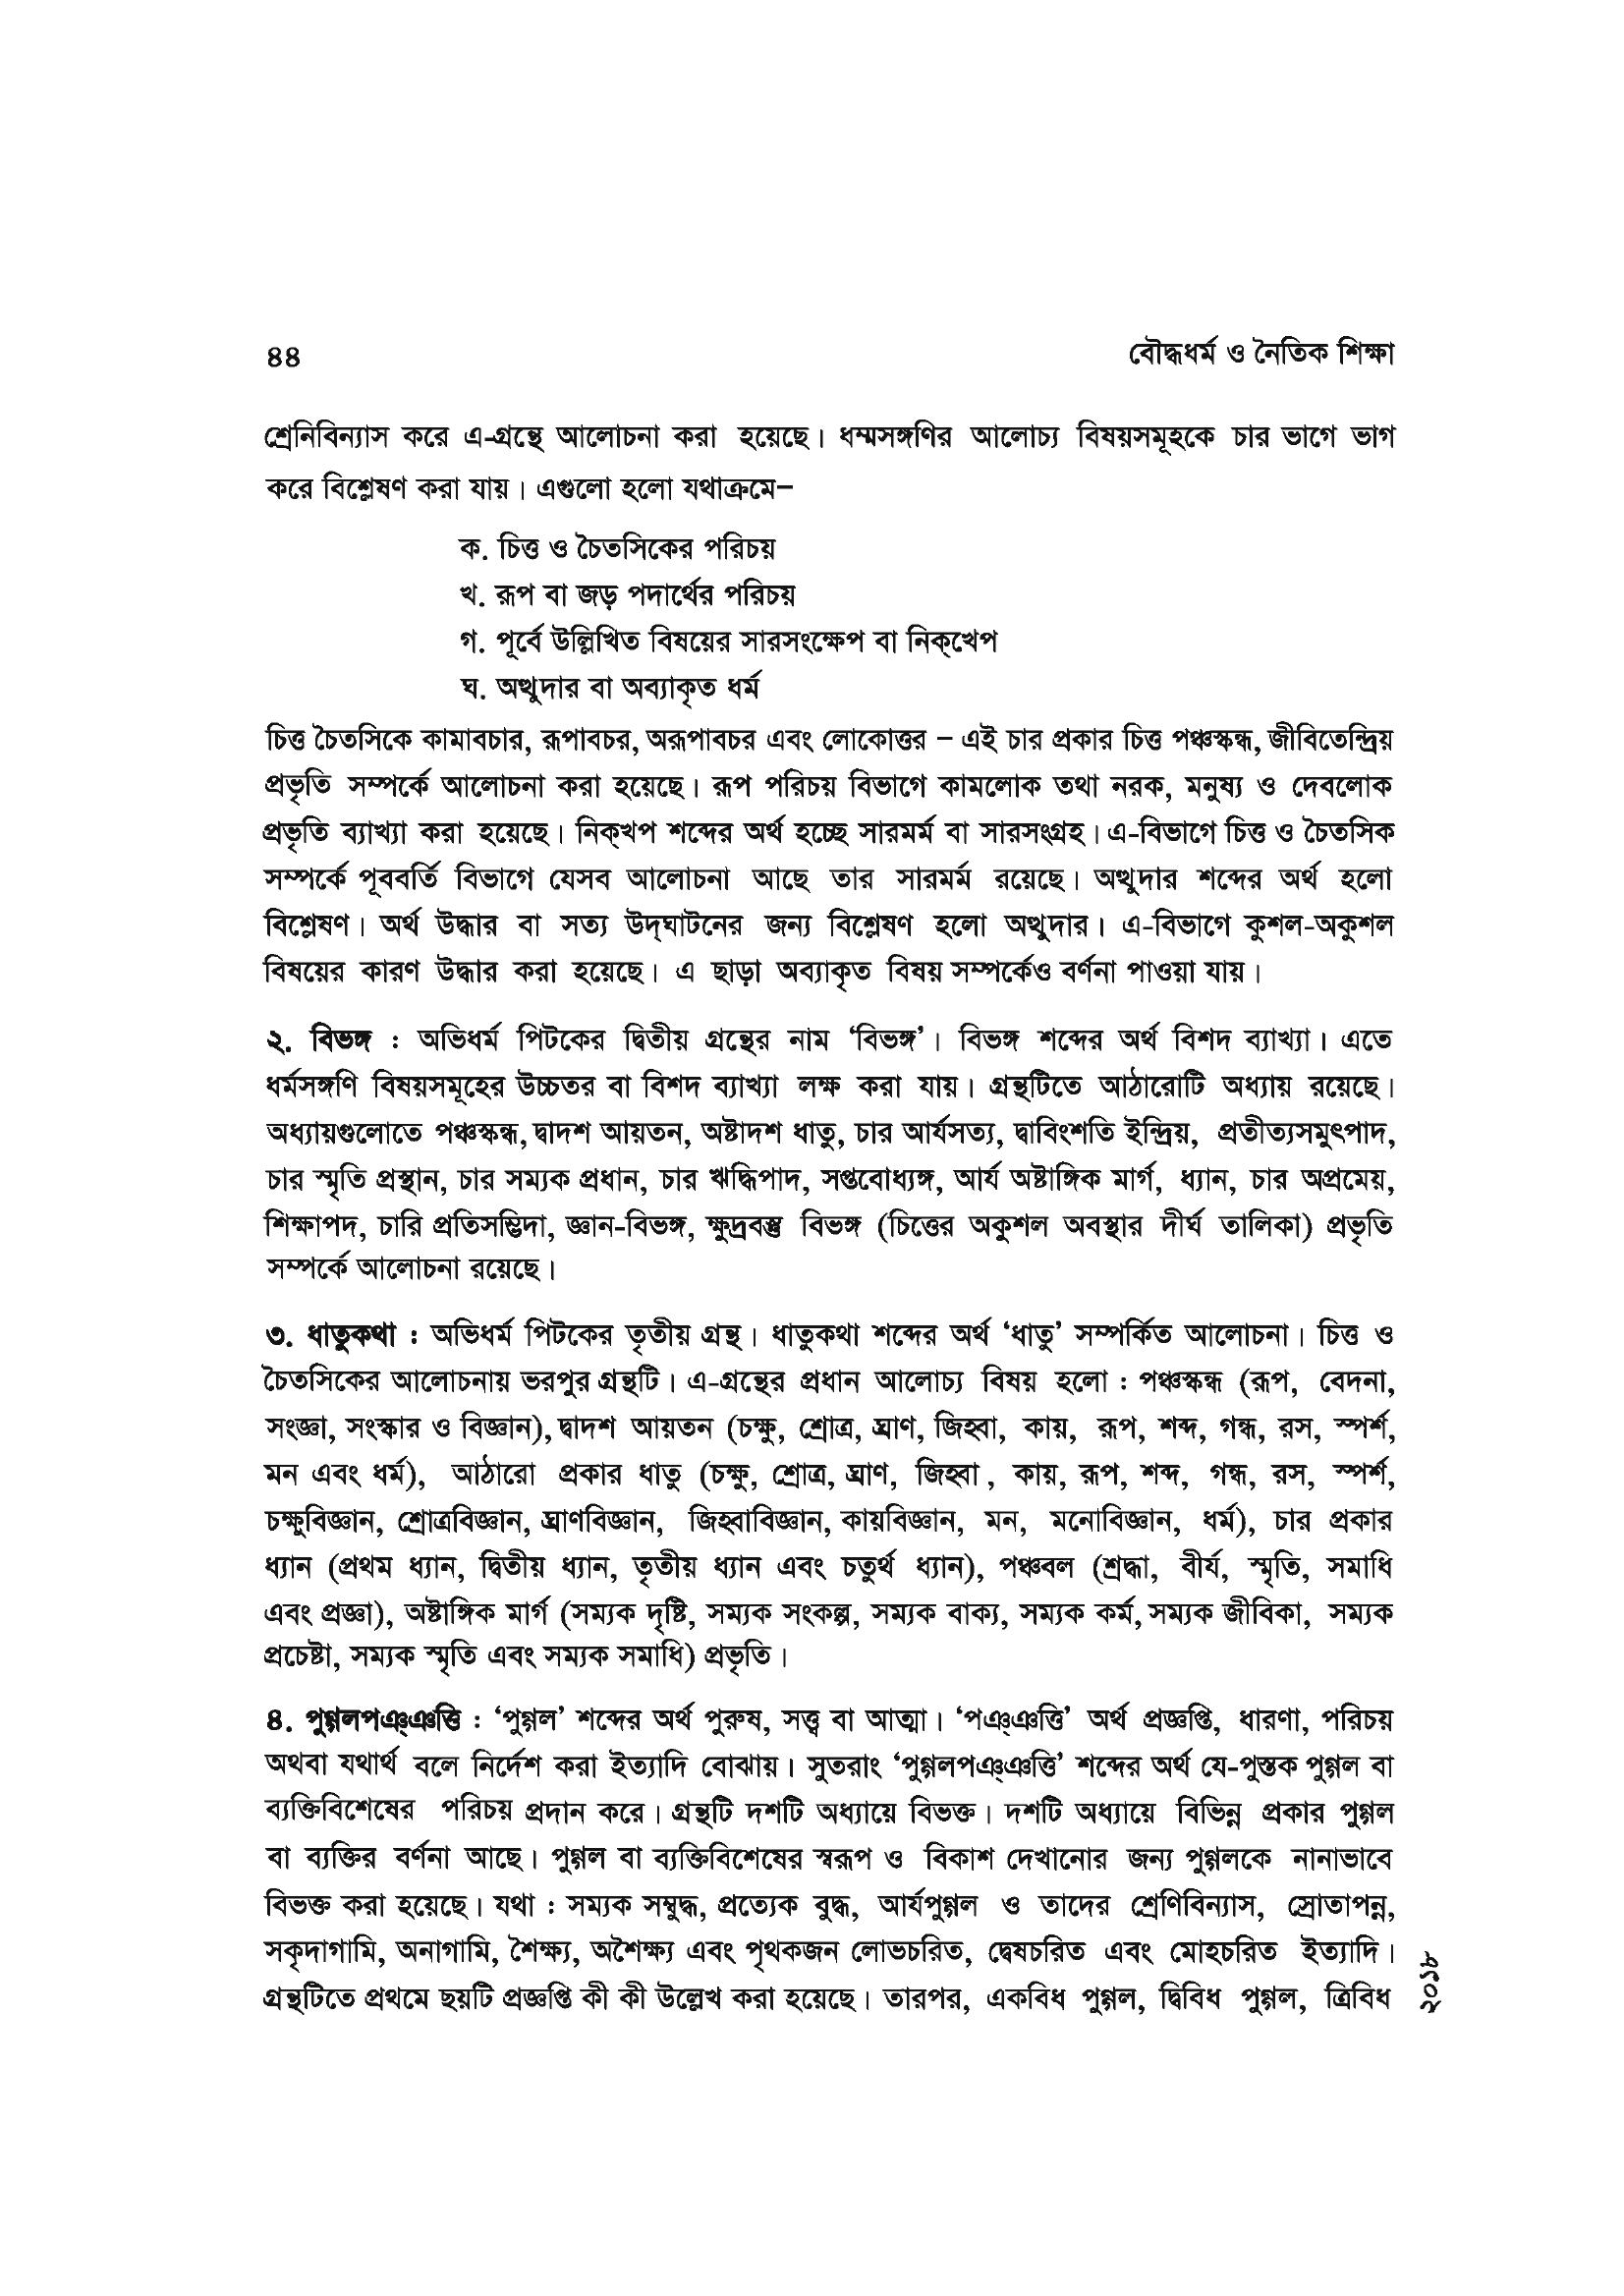 ৪৪ বৌদ্ধধর্ম ও নৈতিক শিক্ষা
শ্রেনিবিন্যাস করে এ-গ্রন্থে আলোচনা করা হয়েছে। ধম্মসঙ্গণির আলোচ্য বিষয়সমূহকে চার ভাগে ভাগ
করে বিশ্লেষণ করা যায়। এগুলো হলো যথাক্রমে–
ক. চিত্ত ও চৈতসিকের পরিচয়
খ. রূপ বা জড় পদার্থের পরিচয়
গ. পূর্বে উল্লিখিত বিষয়ের সারসংক্ষেপ বা নিক্‌খেপ
ঘ. অত্থুদার বা অব্যাকৃত ধর্ম
চিত্ত চৈতসিকে কামাবচার, রূপাবচর, অরূপাবচর এবং লোকোত্তর – এই চার প্রকার চিত্ত পঞ্চস্কন্ধ, জীবিতেন্দ্রিয়
প্রভৃতি সম্পর্কে আলোচনা করা হয়েছে। রূপ পরিচয় বিভাগে কামলোক তথা নরক, মনুষ্য ও দেবলোক
প্রভৃতি ব্যাখ্যা করা হয়েছে। নিক্‌খপ শব্দের অর্থ হচ্ছে সারমর্ম বা সারসংগ্রহ। এ-বিভাগে চিত্ত ও চৈতসিক
সম্পর্কে পূববর্তি বিভাগে যেসব আলোচনা আছে তার সারমর্ম রয়েছে। অত্থুদার শব্দের অর্থ হলো
বিশ্লেষণ। অর্থ উদ্ধার বা সত্য উদ্‌ঘাটনের জন্য বিশ্লেষণ হলো অত্থুদার। এ-বিভাগে কুশল-অকুশল
বিষয়ের কারণ উদ্ধার করা হয়েছে। এ ছাড়া অব্যাকৃত বিষয় সম্পর্কেও বর্ণনা পাওয়া যায়।
২. বিভঙ্গ : অভিধর্ম পিটকের দ্বিতীয় গ্রন্থের নাম ‘বিভঙ্গ’। বিভঙ্গ শব্দের অর্থ বিশদ ব্যাখ্যা। এতে
ধর্মসঙ্গণি বিষয়সমূহের উচ্চতর বা বিশদ ব্যাখ্যা লক্ষ করা যায়। গ্রন্থটিতে আঠারোটি অধ্যায় রয়েছে।
অধ্যায়গুলোতে পঞ্চস্কন্ধ, দ্বাদশ আয়তন, অষ্টাদশ ধাতু, চার আর্যসত্য, দ্বাবিংশতি ইন্দ্রিয়, প্রতীত্যসমুৎপাদ,
চার স্মৃতি প্রস্থান, চার সম্যক প্রধান, চার ঋদ্ধিপাদ, সপ্তবোধ্যঙ্গ, আর্য অষ্টাঙ্গিক মার্গ, ধ্যান, চার অপ্রমেয়,
শিক্ষাপদ, চারি প্রতিসম্ভিদা, জ্ঞান-বিভঙ্গ, ক্ষুদ্রবস্তু বিভঙ্গ (চিত্তের অকুশল অবস্থার দীর্ঘ তালিকা) প্রভৃতি
সম্পর্কে আলোচনা রয়েছে।
৩. ধাতুকথা : অভিধর্ম পিটকের তৃতীয় গ্রন্থ। ধাতুকথা শব্দের অর্থ ‘ধাতু’ সম্পর্কিত আলোচনা। চিত্ত ও
চৈতসিকের আলোচনায় ভরপুর গ্রন্থটি। এ-গ্রন্থের প্রধান আলোচ্য বিষয় হলো : পঞ্চস্কন্ধ (রূপ, বেদনা,
সংজ্ঞা, সংস্কার ও বিজ্ঞান), দ্বাদশ আয়তন (চক্ষু, শ্রোত্র, ঘ্রাণ, জিহ্বা, কায়, রূপ, শব্দ, গন্ধ, রস, স্পর্শ,
মন এবং ধর্ম), আঠারো প্রকার ধাতু (চক্ষু, শ্রোত্র, ঘ্রাণ, জিহ্বা , কায়, রূপ, শব্দ, গন্ধ, রস, স্পর্শ,
চক্ষুবিজ্ঞান, শ্রোত্রবিজ্ঞান, ঘ্রাণবিজ্ঞান, জিহ্বাবিজ্ঞান, কায়বিজ্ঞান, মন, মনোবিজ্ঞান, ধর্ম), চার প্রকার
ধ্যান (প্রথম ধ্যান, দ্বিতীয় ধ্যান, তৃতীয় ধ্যান এবং চতুর্থ ধ্যান), পঞ্চবল (শ্রদ্ধা, বীর্য, স্মৃতি, সমাধি
এবং প্রজ্ঞা), অষ্টাঙ্গিক মার্গ (সম্যক দৃষ্টি, সম্যক সংকল্প, সম্যক বাক্য, সম্যক কর্ম, সম্যক জীবিকা, সম্যক
প্রচেষ্টা, সম্যক স্মৃতি এবং সম্যক সমাধি) প্রভৃতি।
৪. পুগ্গলপঞ্ঞত্তি : ‘পুগ্গল’ শব্দের অর্থ পুরুষ, সত্ত্ব বা আত্মা। ‘পঞ্ঞত্তি’ অর্থ প্রজ্ঞপ্তি, ধারণা, পরিচয়
অথবা যথার্থ বলে নির্দেশ করা ইত্যাদি বোঝায়। সুতরাং ‘পুগ্গলপঞ্ঞত্তি’ শব্দের অর্থ যে-পুস্তক পুগ্গল বা
ব্যক্তিবিশেষের পরিচয় প্রদান করে। গ্রন্থটি দশটি অধ্যায়ে বিভক্ত। দশটি অধ্যায়ে বিভিন্ন প্রকার পুগ্গল
বা ব্যক্তির বর্ণনা আছে। পুগ্গল বা ব্যক্তিবিশেষের স্বরূপ ও বিকাশ দেখানোর জন্য পুগ্গলকে নানাভাবে
বিভক্ত করা হয়েছে। যথা : সম্যক সম্বুদ্ধ, প্রত্যেক বুদ্ধ, আর্যপুগ্গল ও তাদের শ্রেণিবিন্যাস, স্রোতাপন্ন,
সকৃদাগামি, অনাগামি, শৈক্ষ্য, অশৈক্ষ্য এবং পৃথকজন লোভচরিত, দ্বেষচরিত এবং মোহচরিত ইত্যাদি।
গ্রন্থটিতে প্রথমে ছয়টি প্রজ্ঞপ্তি কী কী উল্লেখ করা হয়েছে। তারপর, একবিধ পুগ্গল, দ্বিবিধ পুগ্গল, ত্রিবিধ
২০১৮